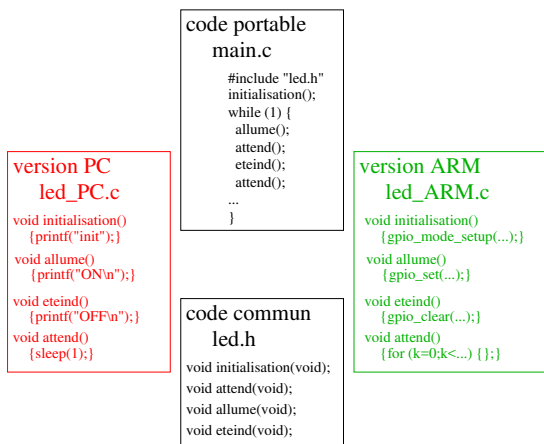 code portable
main.c
#include "led.h"
initialisation();
while (1) {
allume();
attend();
eteind();
attend();
...
}
version PC
led_PC.c
void initialisation()
{printf("init");}
void allume()
{printf("ON\n");}
void eteind()
{printf("OFF\n");}
void attend()
{sleep(1);}
version ARM
led_ARM.c
void initialisation()
{gpio_mode_setup(...);}
void allume()
{gpio_set(...);}
void eteind()
{gpio_clear(...);}
void attend()
{for (k=0;k<...) {};}
code commun
led.h
void initialisation(void);
void attend(void);
void allume(void);
void eteind(void);